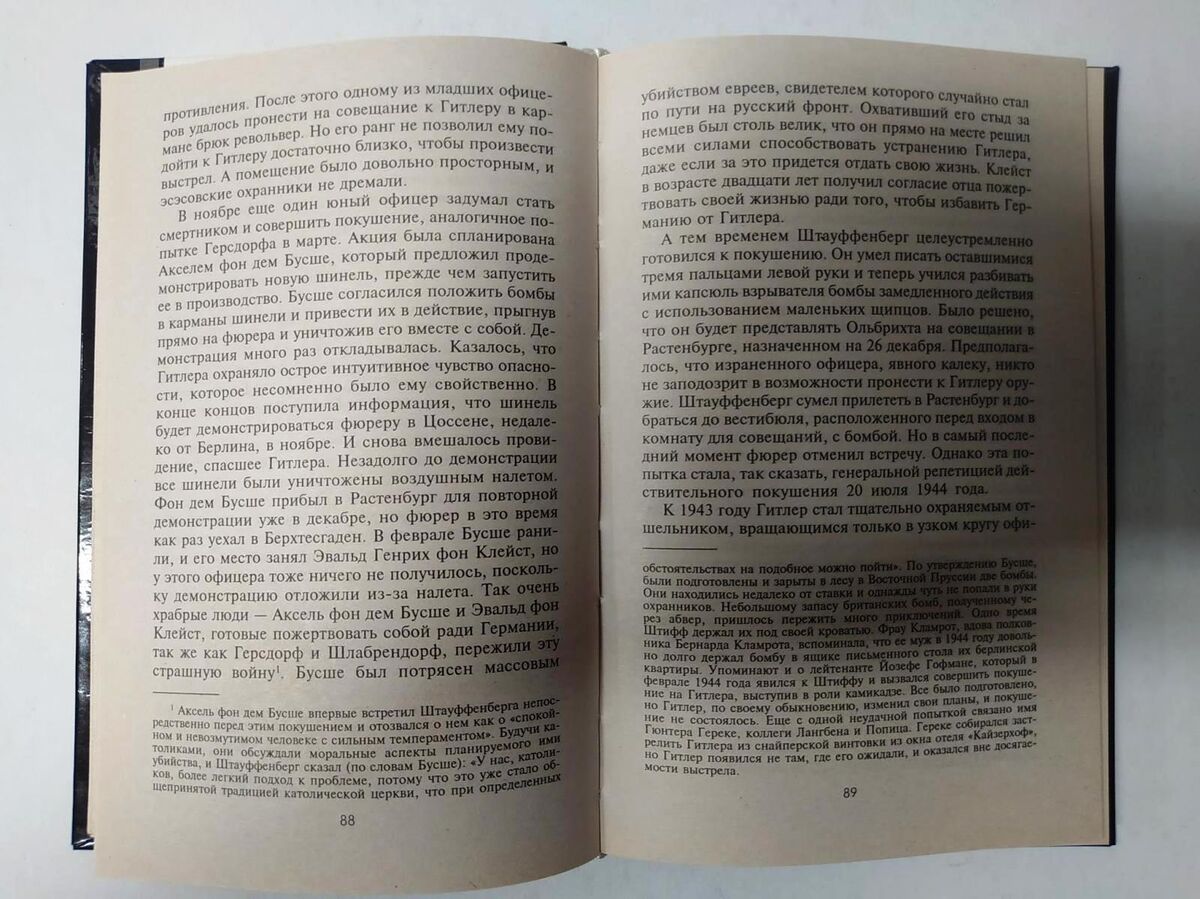 противления. После этого одному из младших офице-
ров удалось пронести на совещание к Гитлеру в кар-
мане брюк револьвер. Но его ранг не позволил ему по-
дойти к Гитлеру достаточно близко, чтобы произвести
выстрел. А помещение было довольно просторным, и
эсэсовские охранники не дремали.
В ноябре еще один юный офицер задумал стать
смертником и совершить покушение, аналогичное по-
пытке Герсдорфа в марте. Акция была спланирована
Акселем фон дем Бусше, который предложил проде-
монстрировать новую шинель, прежде чем запустить
ее в производство. Бусше согласился положить бомбы
в карманы шинели и привести их в действие, прыгнув
прямо на фюрера и уничтожив его вместе с собой. Де-
монстрация много раз откладывалась. Казалось, что
Гитлера охраняло острое интуитивное чувство опасно-
сти, которое несомненно было ему свойственно. В
конце концов поступила информация, что шинель
будет демонстрироваться фюреру в Цоссене, недале-
ко от Берлина, в ноябре. И снова вмешалось прови-
дение, спасшее Гитлера. Незадолго до демонстрации
все шинели были уничтожены воздушным налетом.
Фон дем Бусше прибыл в Растенбург для повторной
демонстрации уже в декабре, но фюрер в это время
как раз уехал в Берхтесгаден. В феврале Бусше рани-
ли, и его место занял Эвальд Генрих фон Клейст, но
у этого офицера тоже ничего не получилось, посколь-
ку демонстрацию отложили из-за налета. Так очень
храбрые люди — Аксель фон дем Бусше и Эвальд фон
Клейст, готовые пожертвовать собой ради Германии,
так же как Герсдорф и Шлабрендорф, пережили эту
страшную войну¹. Бусше был потрясен массовым
¹ Аксель фон дем Бусше впервые встретил Штауффенберга непос-
редственно перед этим покушением и отозвался о нем как о «спокой-
ном и невозмутимом человеке с сильным темпераментом». Будучи ка-
толиками, они обсуждали моральные аспекты планируемого ими
убийства, и Штауффенберг сказал (по словам Бусше): «У нас, католи-
ков, более легкий подход к проблеме, потому что это уже стало об-
щепринятой традицией католической церкви, что при определенных
88
убийством евреев, свидетелем которого случайно стал
по пути на русский фронт. Охвативший его стыд за
немцев был столь велик, что он прямо на месте решил
всеми силами способствовать устранению Гитлера,
даже если за это придется отдать свою жизнь. Клейст
в возрасте двадцати лет получил согласие отца пожер-
твовать своей жизнью ради того, чтобы избавить Гер-
манию от Гитлера.
А тем временем Штауффенберг целеустремленно
готовился к покушению. Он умел писать оставшимися
тремя пальцами левой руки и теперь учился разбивать
ими капсюль взрывателя бомбы замедленного действия
с использованием маленьких щипцов. Было решено,
что он будет представлять Ольбрихта на совещании в
Растенбурге, назначенном на 26 декабря. Предполага-
лось, что израненного офицера, явного калеку, никто
не заподозрит в возможности пронести к Гитлеру ору-
жие. Штауффенберг сумел прилететь в Растенбург и до-
браться до вестибюля, расположенного перед входом в
комнату для совещаний, с бомбой. Но в самый послед-
ний момент фюрер отменил встречу. Однако эта по-
пытка стала, так сказать, генеральной репетицией дей-
ствительного покушения 20 июля 1944 года.
К 1943 году Гитлер стал тщательно охраняемым от-
шельником, вращающимся только в узком кругу офи-
обстоятельствах на подобное можно пойти». По утверждению Бусше,
были подготовлены и зарыты в лесу в Восточной Пруссии две бомбы.
Они находились недалеко от ставки и однажды чуть не попали в руки
охранников. Небольшому запасу британских бомб, полученному че-
рез абвер, пришлось пережить много приключений. Одно время
Штифф держал их под своей кроватью. Фрау Кламрот, вдова полков-
ника Бернарда Кламрота, вспоминала, что ее муж в 1944 году доволь-
но долго держал бомбу в ящике письменного стола их берлинской
квартиры. Упоминают и о лейтенанте Йозефе Гофмане, который в
феврале 1944 года явился к Штиффу и вызвался совершить покуше-
ние на Гитлера, выступив в роли камикадзе. Все было подготовлено,
но Гитлер, по своему обыкновению, изменил свои планы, и покуше-
ние не состоялось. Еще с одной неудачной попыткой связано имя
Гюнтера Гереке, коллеги Лангбена и Попица. Гереке собирался заст-
релить Гитлера из снайперской винтовки из окна отеля «Кайзерхоф»,
но Гитлер появился не там, где его ожидали, и оказался вне досяга-
мости выстрела.
89